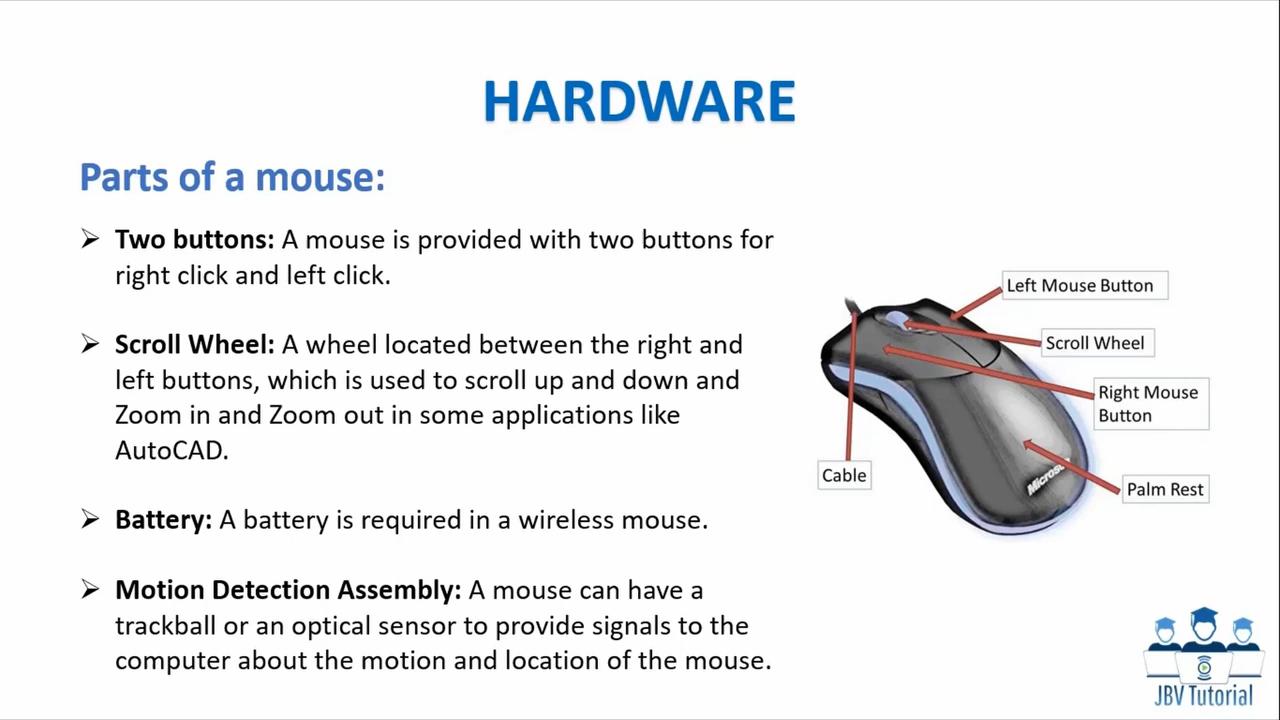 HARDWARE
Parts of a mouse:
Two buttons: A mouse is provided with two buttons for
right click and left click.
Scroll Wheel: A wheel located between the right and
left buttons, which is used to scroll up and down and
Zoom in and Zoom out in some applications like
AutoCAD.
Battery: A battery is required in a wireless mouse.
Motion Detection Assembly: A mouse can have a
trackball or an optical sensor to provide signals to the
computer about the motion and location of the mouse.
Left Mouse Button
Scroll Wheel
Right Mouse
Button
Cable
Palm Rest
Microsoft
JBV Tutorial